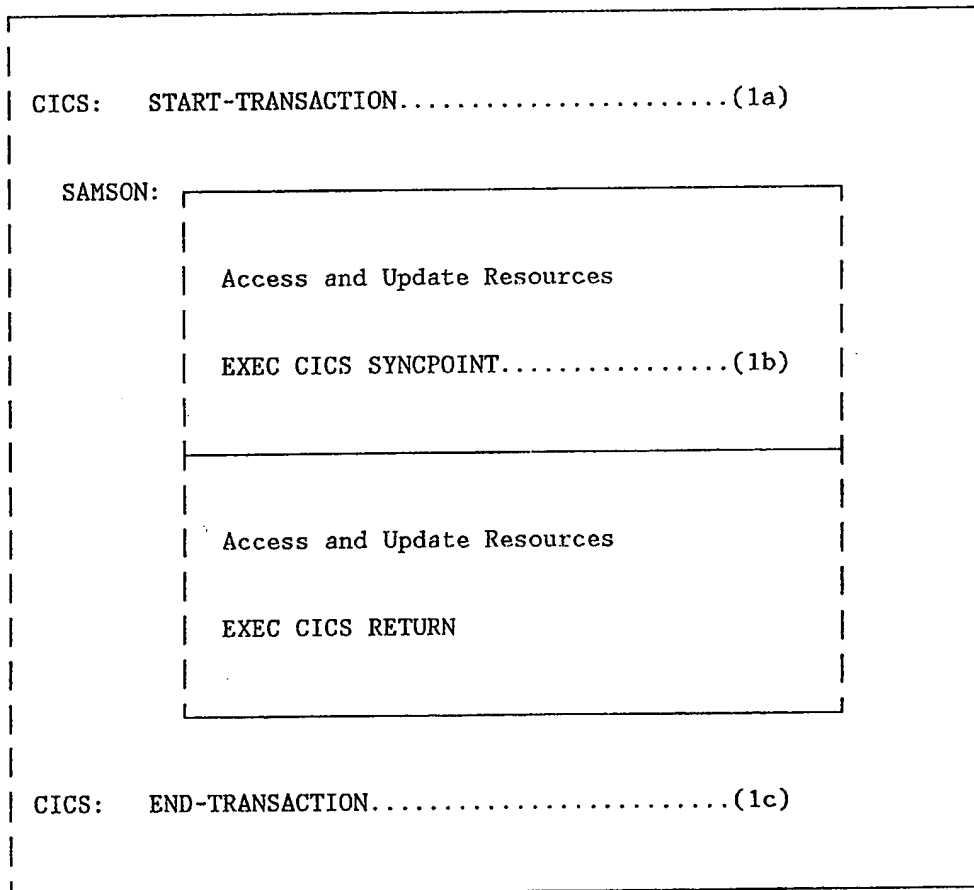 CICS: START-TRANSACTION.......................(1a)
SAMSON:
Access and Update Resources
EXEC CICS SYNCPOINT................(1b)
Access and Update Resources
EXEC CICS RETURN
CICS: END-TRANSACTION.........................(1c)